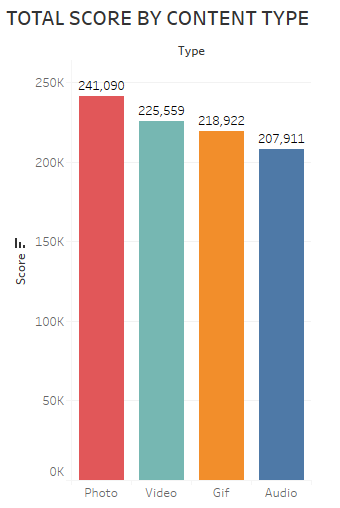 TOTAL SCORE BY CONTENT TYPE
Type
250K
200K
150K
100K
50K
0K
Score
241,090
225,559
218,922
207,911
Photo Video Gif Audio